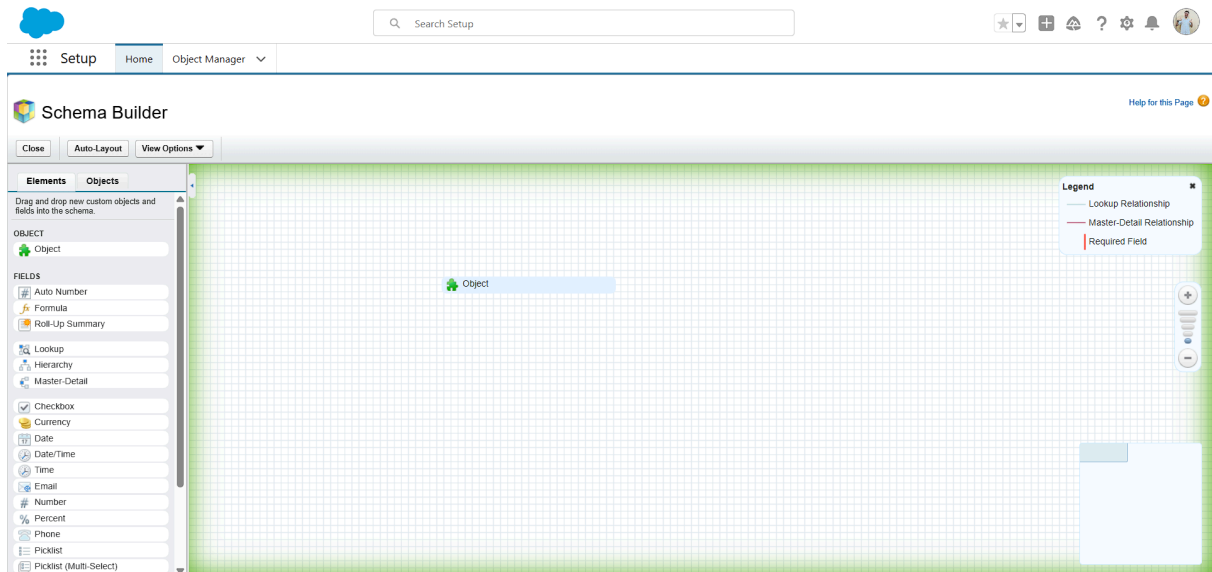 Search Setup
Setup
Home
Object Manager
Schema Builder
Help for this Page
Close
Auto-Layout
View Options
Elements
Objects
Drag and drop new custom objects and
fields into the schema.
OBJECT
Object
FIELDS
Auto Number
Formula
Roll-Up Summary
Lookup
Hierarchy
Master-Detail
Checkbox
Currency
Date
Date/Time
Time
Email
Number
Percent
Phone
Picklist
Picklist (Multi-Select)
Object
Legend
Lookup Relationship
Master-Detail Relationship
Required Field